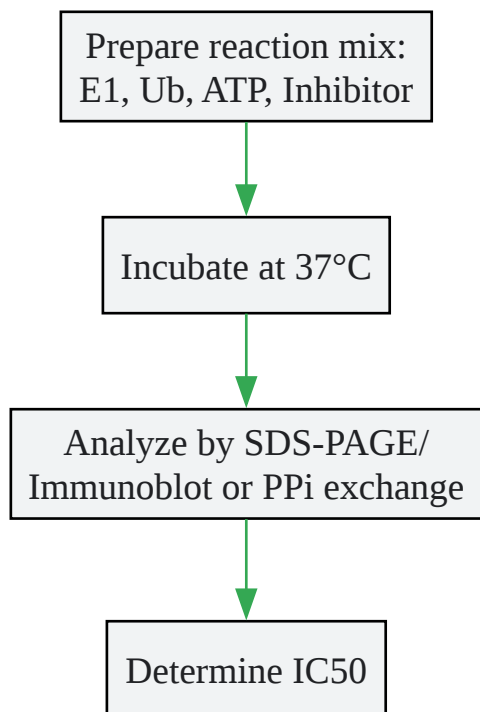 Prepare reaction mix:
E1, Ub, ATP, Inhibitor
Incubate at 37°C
Analyze by SDS-PAGE/
Immunoblot or PPi exchange
Determine IC50